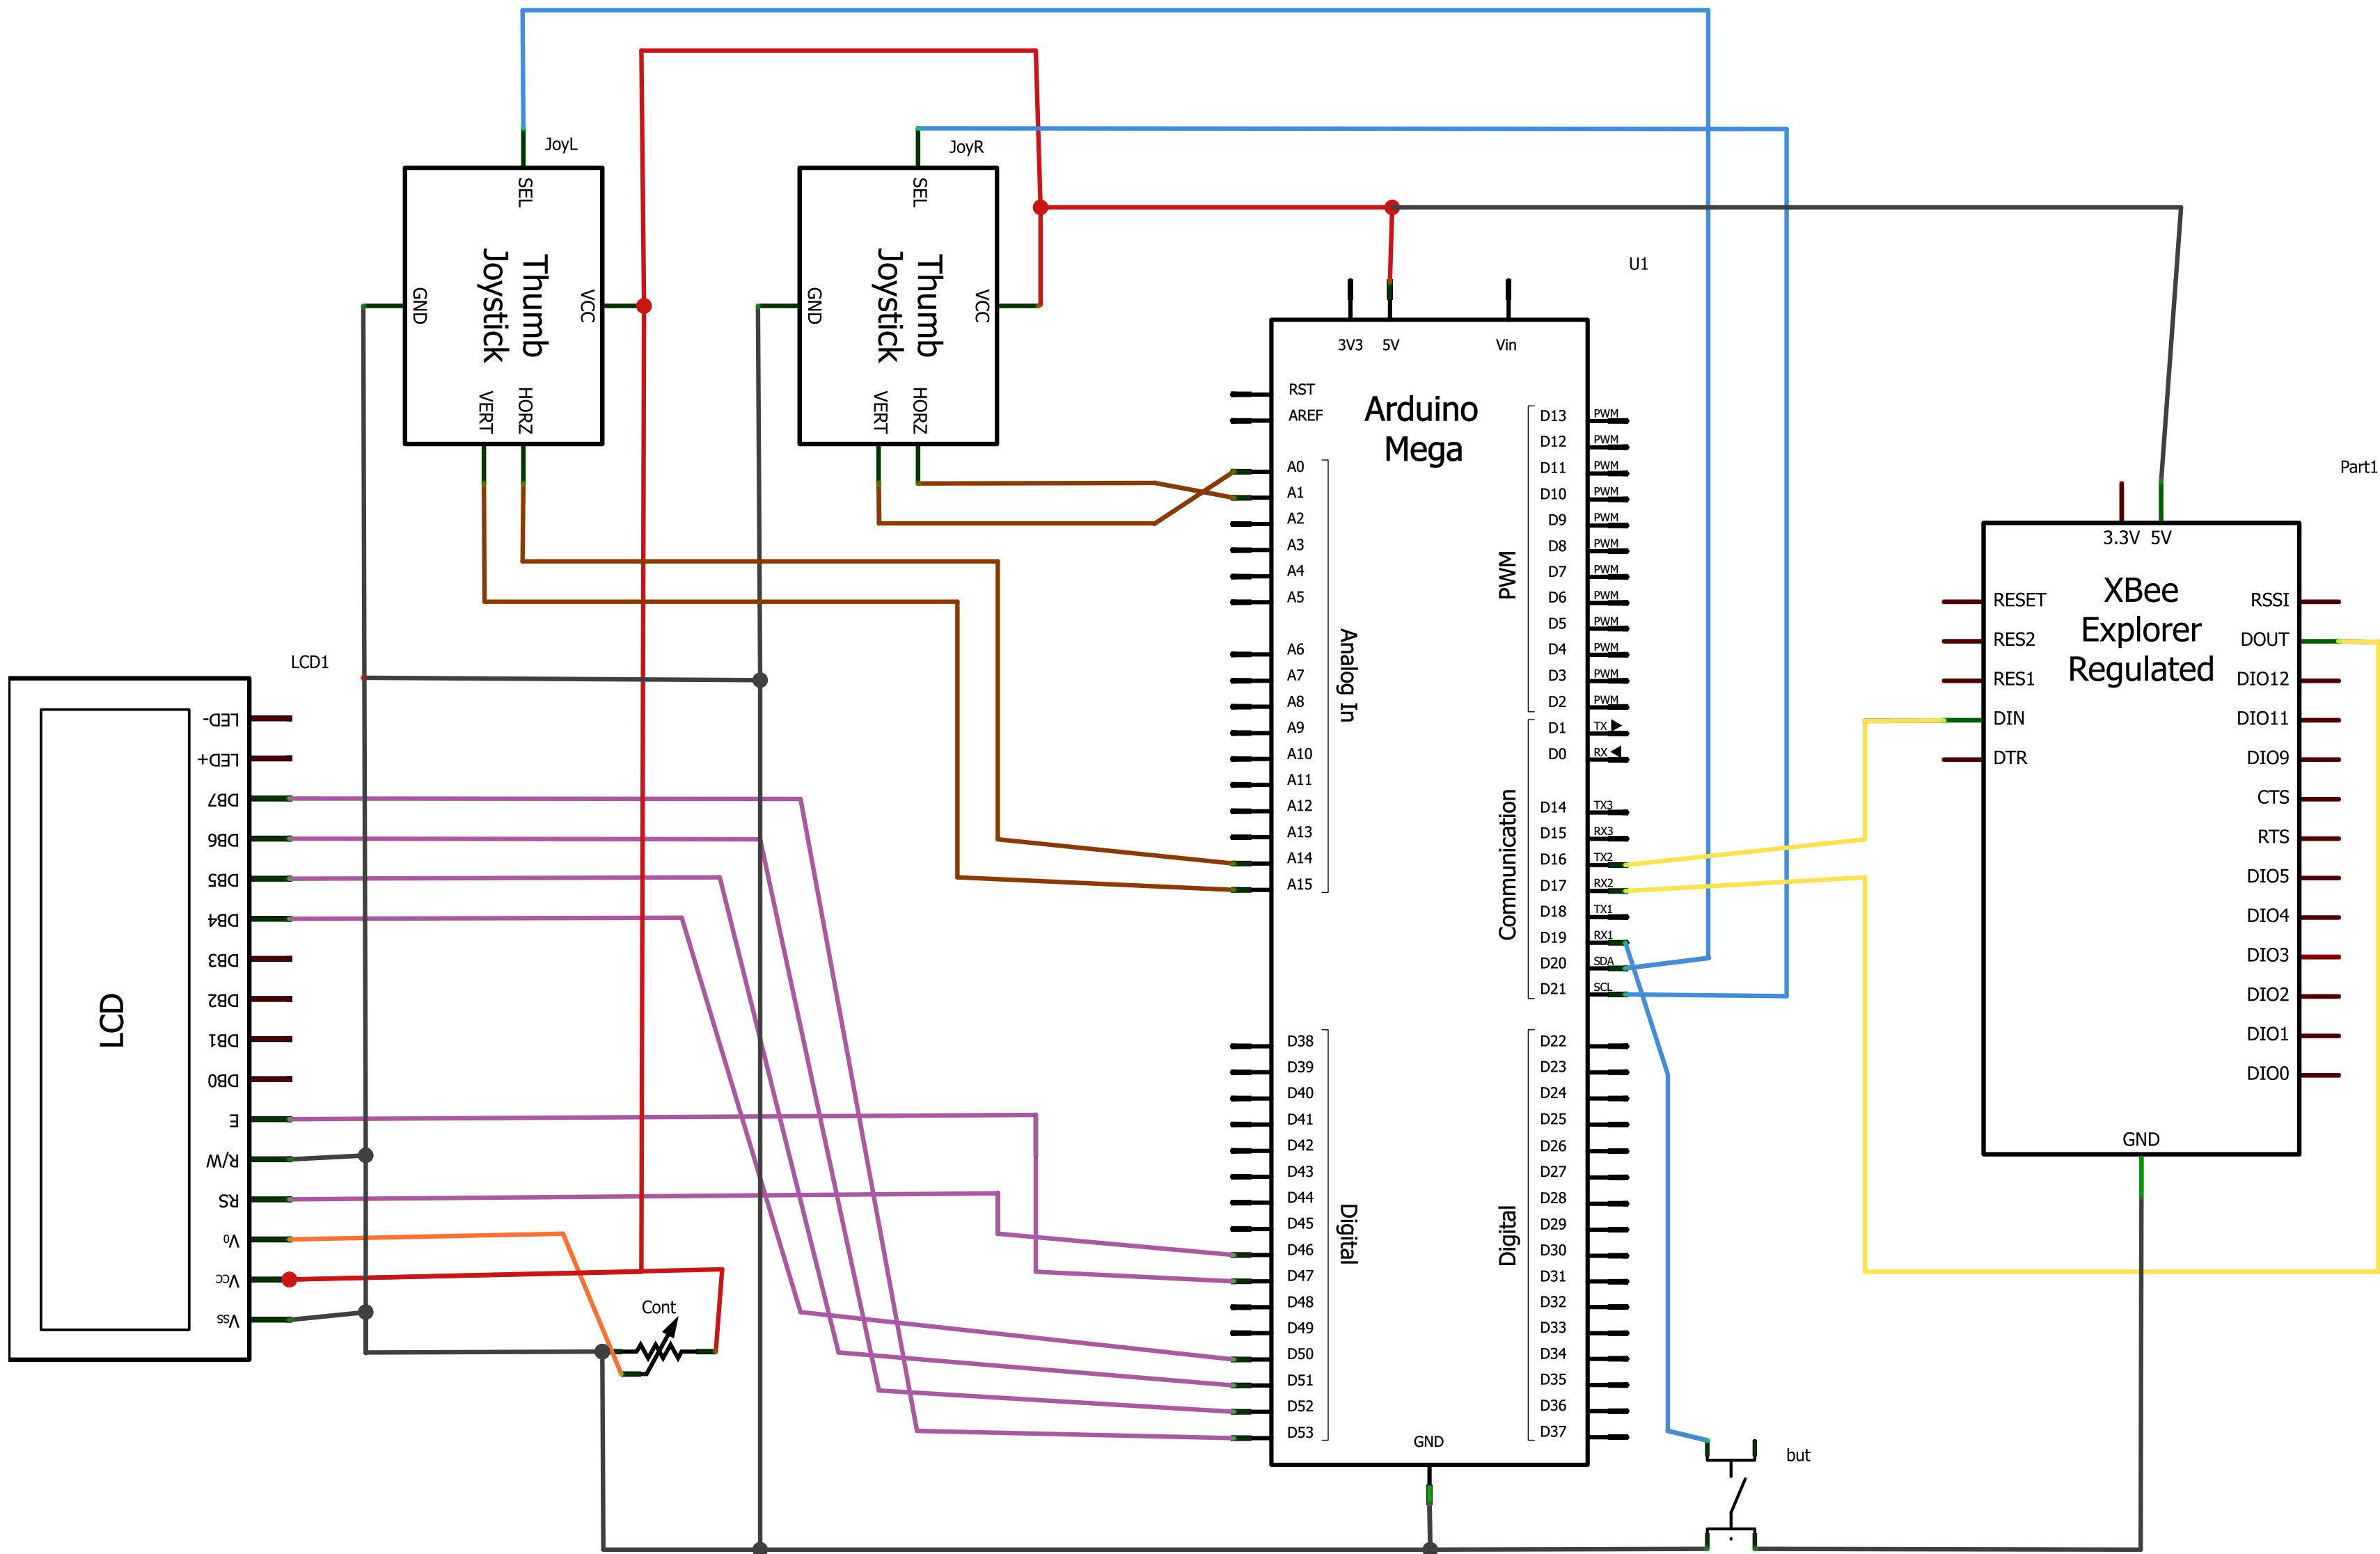 JoyL
SEL
Thumb
Joystick
GND
VCC
VERT
HORZ
JoyR
SEL
Thumb
Joystick
GND
VCC
VERT
HORZ
U1
3V3
5V
Vin
Arduino
Mega
RST
AREF
A0
A1
A2
A3
A4
A5
A6
A7
A8
A9
A10
A11
A12
A13
A14
A15
Analog In
D38
D39
D40
D41
D42
D43
D44
D45
D46
D47
D48
D49
D50
D51
D52
D53
Digital
D13 PWM
D12 PWM
D11 PWM
D10 PWM
D9 PWM
D8 PWM
D7 PWM
D6 PWM
D5 PWM
D4 PWM
D3 PWM
D2 PWM
PWM
D1 TX
D0 RX
D14 TX3
D15 RX3
D16 TX2
D17 RX2
D18 TX1
D19 RX1
D20 SDA
D21 SCL
Communication
D22
D23
D24
D25
D26
D27
D28
D29
D30
D31
D32
D33
D34
D35
D36
D37
Digital
GND
Part1
3.3V 5V
XBee
Explorer
Regulated
RESET
RES2
RES1
DIN
DTR
RSSI
DOUT
DIO12
DIO11
DIO9
CTS
RTS
DIO5
DIO4
DIO3
DIO2
DIO1
DIO0
GND
LCD1
LCD
LED-
LED+
DB7
DB6
DB5
DB4
DB3
DB2
DB1
DB0
E
R/W
RS
V0
Vcc
Vss
Cont
but